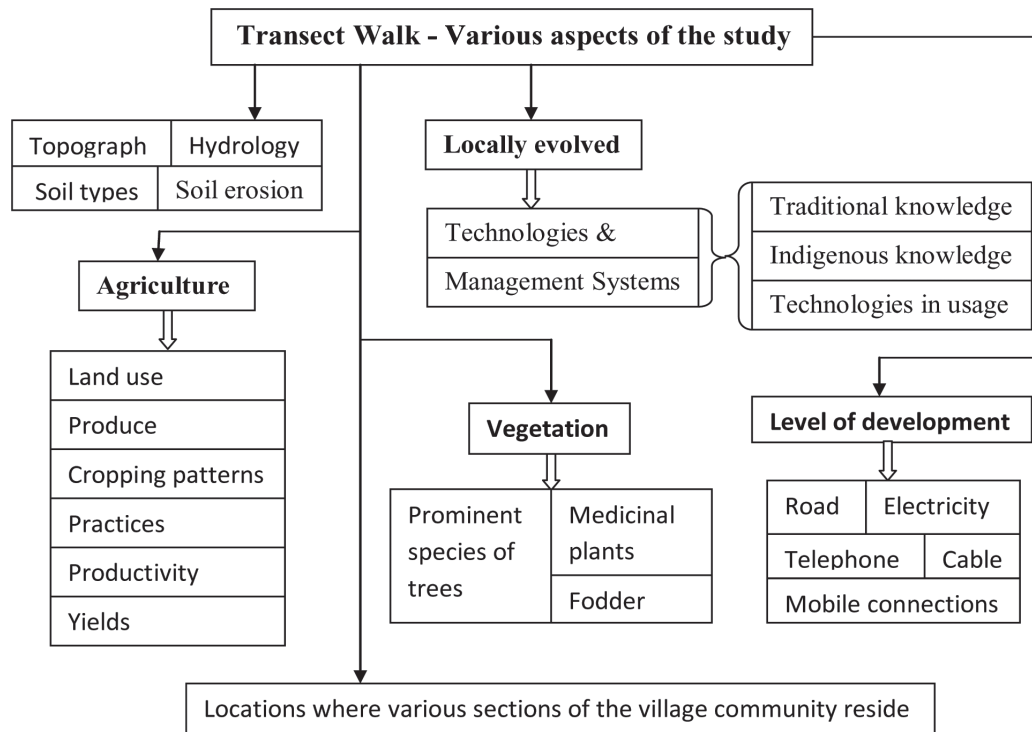 Transect Walk - Various aspects of the study
Topograph
Hydrology
Soil types
Soil erosion
Locally evolved
Technologies &
Management Systems
Traditional knowledge
Indigenous knowledge
Technologies in usage
Agriculture
Land use
Produce
Cropping patterns
Practices
Productivity
Yields
Vegetation
Prominent
species of
trees
Medicinal
plants
Fodder
Level of development
Road
Electricity
Telephone
Cable
Mobile connections
Locations where various sections of the village community reside